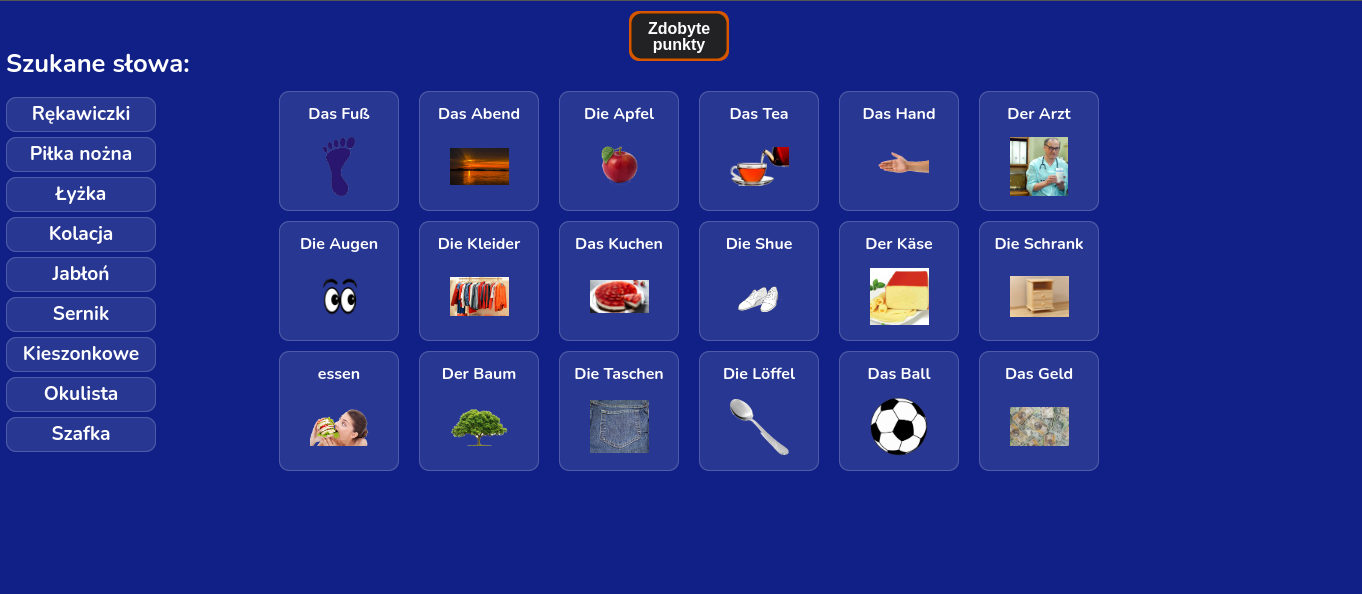 Zdobyte
punkty
Szukane słowa:
Rękawiczki
Piłka nożna
Łyżka
Kolacja
Jabłoń
Sernik
Kieszonkowe
Okulista
Szafka
Das Fuß
Das Abend
Die Apfel
Das Tea
Das Hand
Der Arzt
Die Augen
Die Kleider
Das Kuchen
Die Shue
Der Käse
Die Schrank
essen
Der Baum
Die Taschen
Die Löffel
Das Ball
Das Geld